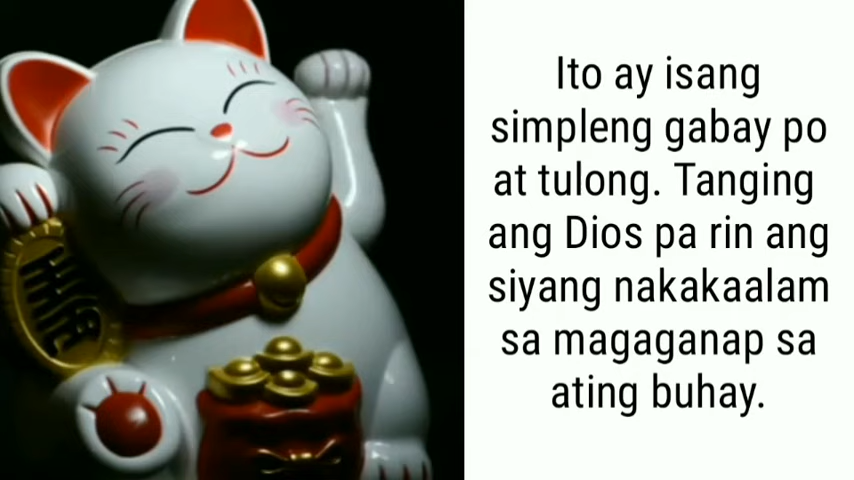 Ito ay isang
simpleng gabay po
at tulong. Tanging
ang Dios pa rin ang
siyang nakakaalam
sa magaganap sa
ating buhay.